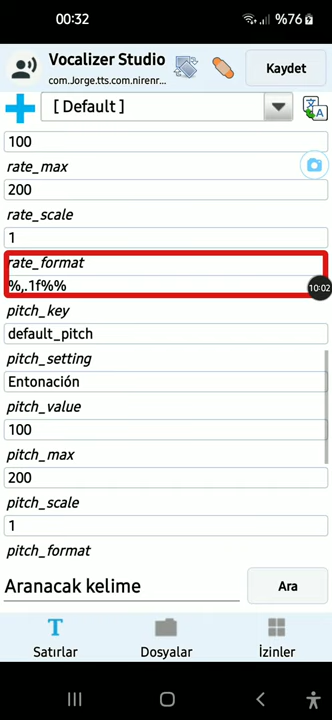 00:32
%76
Vocalizer Studio
com.Jorge.tts.com.nirenr...
Kaydet
[ Default ]
100
rate_max
200
rate_scale
1
rate_format
%,.1f%%
10:02
pitch_key
default_pitch
pitch_setting
Entonación
pitch_value
100
pitch_max
200
pitch_scale
1
pitch_format
Aranacak kelime
Ara
Satırlar
Dosyalar
İzinler